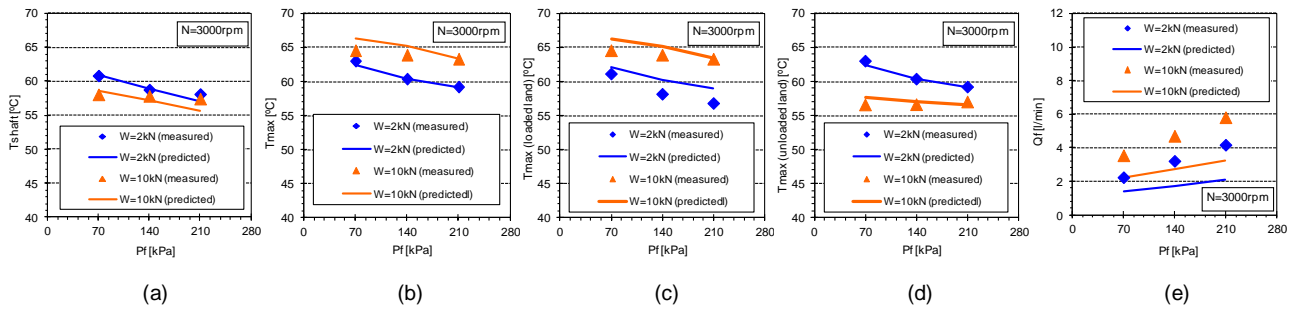 N=3000rpm
Tshaft [ºC]
70
65
60
55
50
45
40
W=2kN (measured)
W=2kN (predicted)
W=10kN (measured)
W=10kN (predicted)
0 70 140 210 280
Pf [kPa]
(a)
N=3000rpm
Tmax [ºC]
70
65
60
55
50
45
40
W=2kN (measured)
W=2kN (predicted)
W=10kN (measured)
W=10kN (predicted)
0 70 140 210 280
Pf [kPa]
(b)
N=3000rpm
Tmax (loaded land) [ºC]
70
65
60
55
50
45
40
W=2kN (measured)
W=2kN (predicted)
W=10kN (measured)
W=10kN (predicted)
0 70 140 210 280
Pf [kPa]
(c)
N=3000rpm
Tmax (unloaded land) [ºC]
70
65
60
55
50
45
40
W=2kN (measured)
W=2kN (predicted)
W=10kN (measured)
W=10kN (predicted)
0 70 140 210 280
Pf [kPa]
(d)
Qf [l/min]
12
10
8
6
4
2
0
W=2kN (measured)
W=2kN (predicted)
W=10kN (measured)
W=10kN (predicted)
N=3000rpm
0 70 140 210 280
Pf [kPa]
(e)